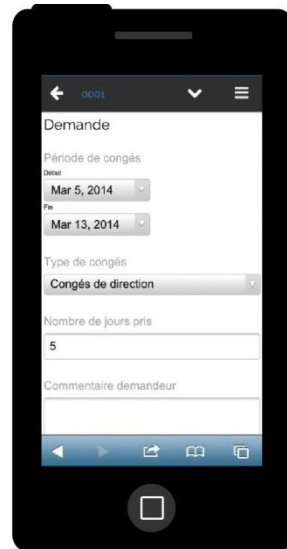 0001
Demande
Période de congés
Début
Mar 5, 2014
Fin
Mar 13, 2014
Type de congés
Congés de direction
Nombre de jours pris
5
Commentaire demandeur